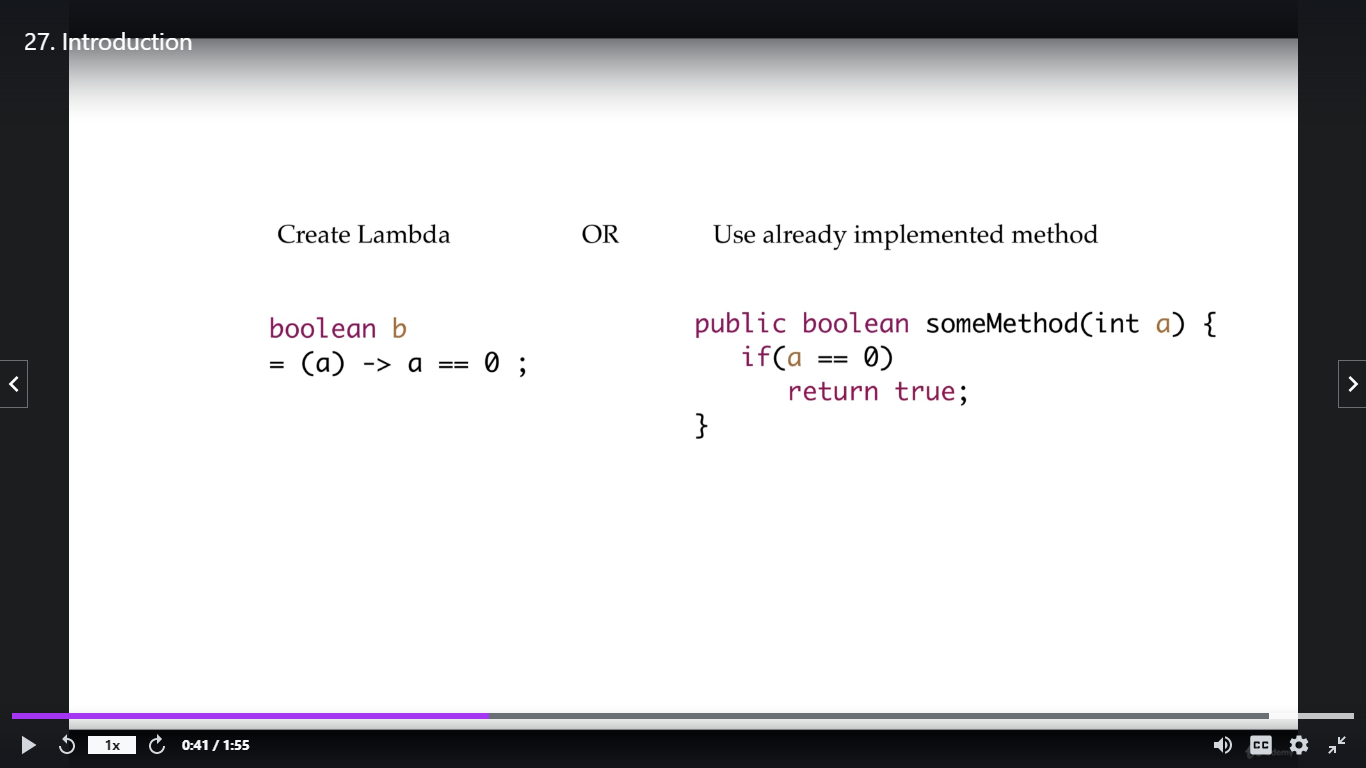 27. Introduction
Create Lambda OR Use already implemented method
boolean b
= (a) -> a == 0 ;
public boolean someMethod(int a) {
if(a == 0)
return true;
}
1x 0:41 / 1:55 CC